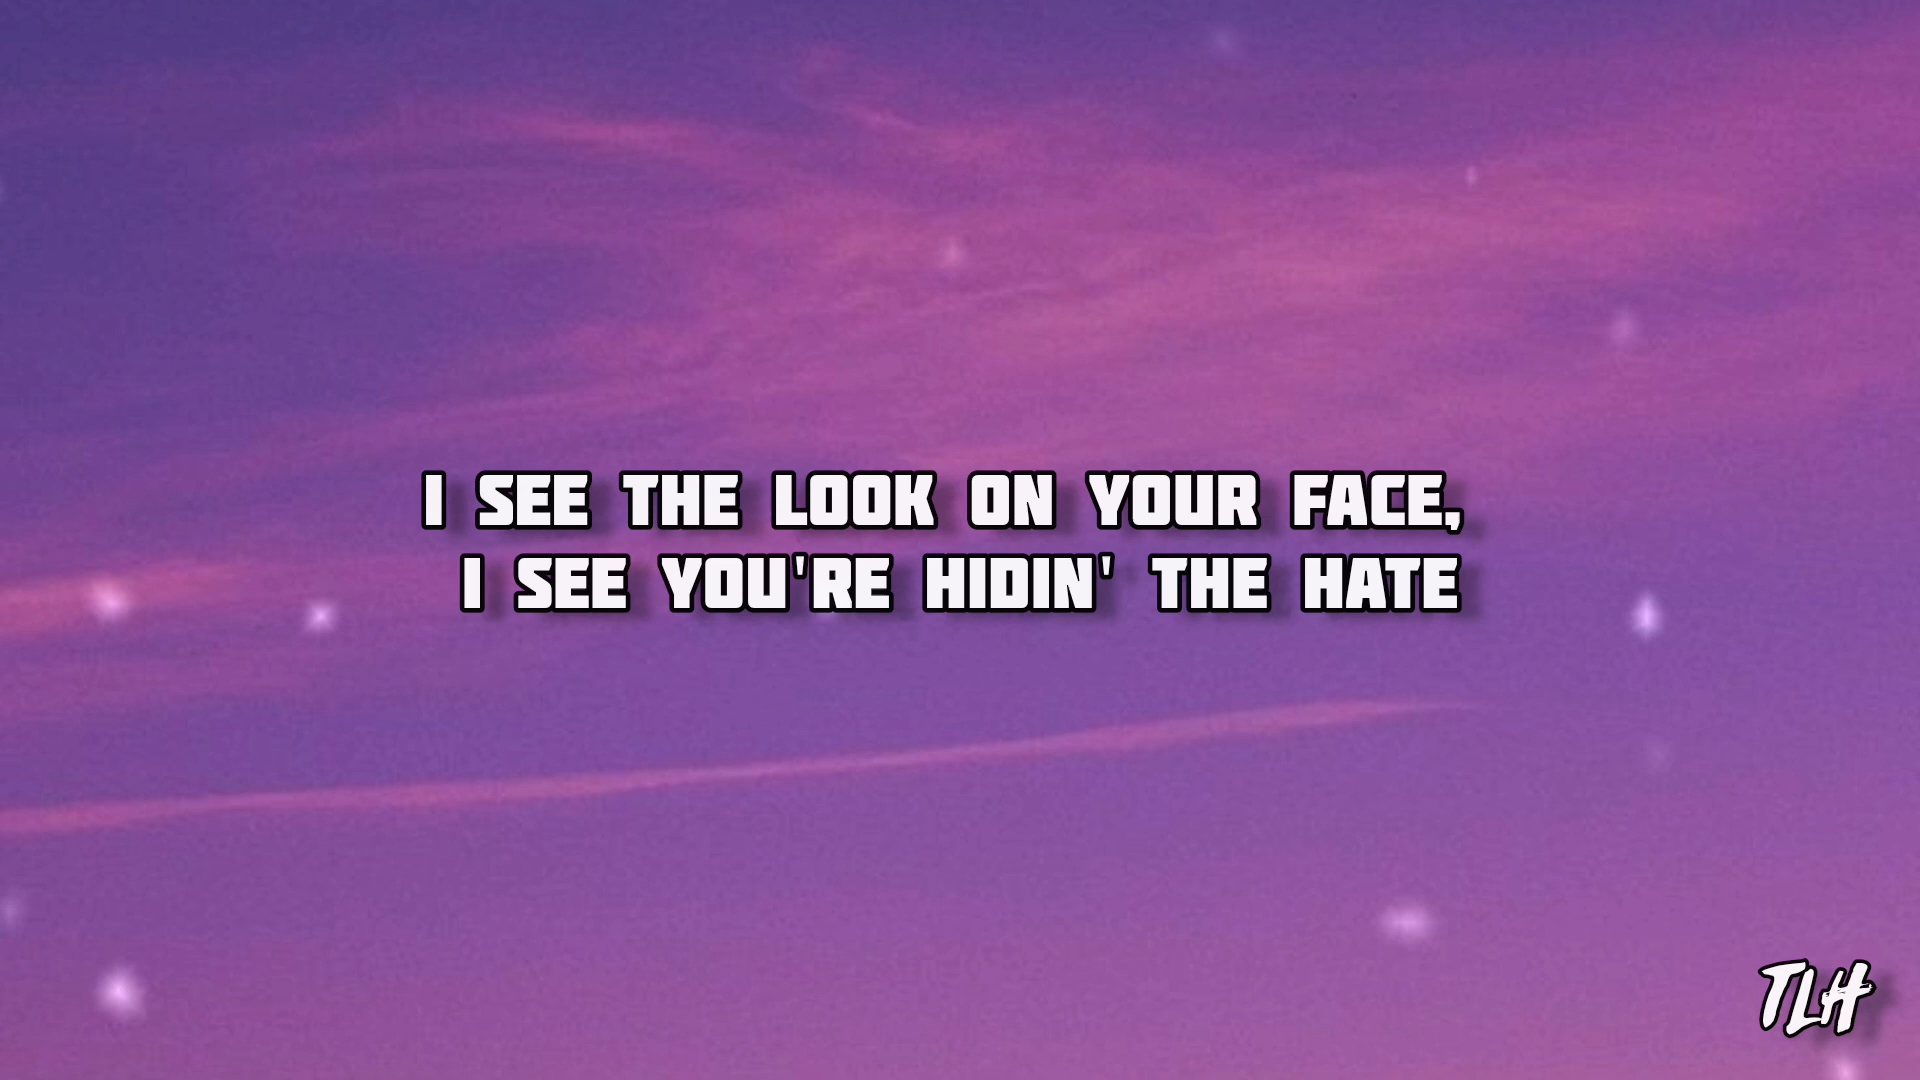 I SEE THE LOOK ON YOUR FACE,
I SEE YOU'RE HIDIN' THE HATE
TLH